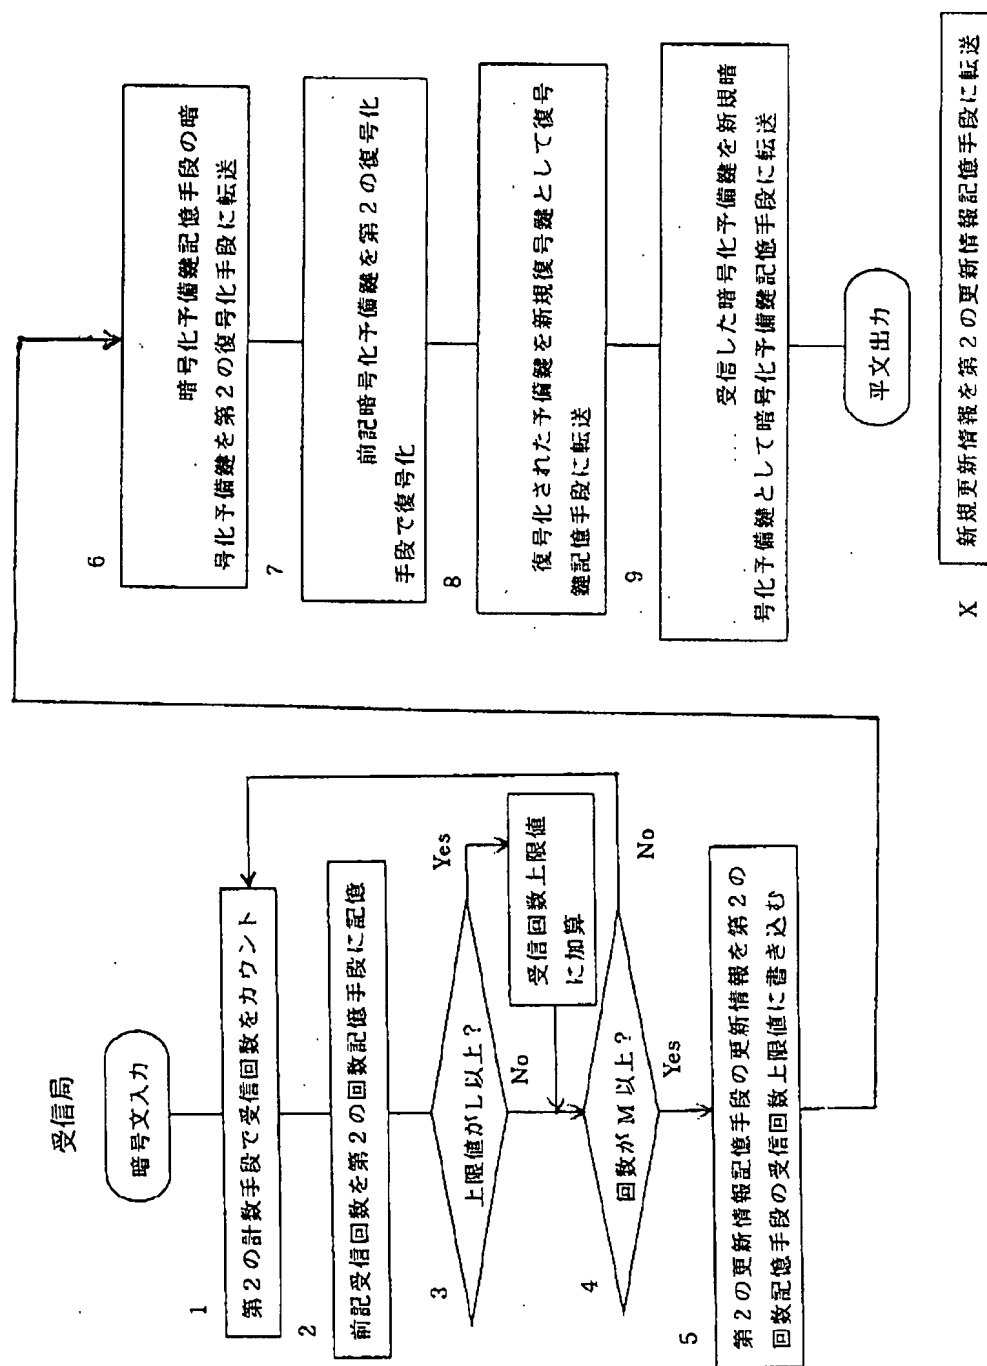 受信局
暗号文入力
1
第2の計数手段で受信回数をカウント
2
前記受信回数を第2の回数記憶手段に記憶
3
上限値がL以上?
Yes
受信回数上限値
に加算
No
4
回数がM以上?
No
Yes
5
第2の更新情報記憶手段の更新情報を第2の
回数記憶手段の受信回数上限値に書き込む
6
暗号化予備鍵記憶手段の暗
号化予備鍵を第2の復号化手段に転送
7
前記暗号化予備鍵を第2の復号化
手段で復号化
8
復号化された予備鍵を新規復号鍵として復号
鍵記憶手段に転送
9
受信した暗号化予備鍵を新規暗
号化予備鍵として暗号化予備鍵記憶手段に転送
平文出力
X
新規更新情報を第2の更新情報記憶手段に転送